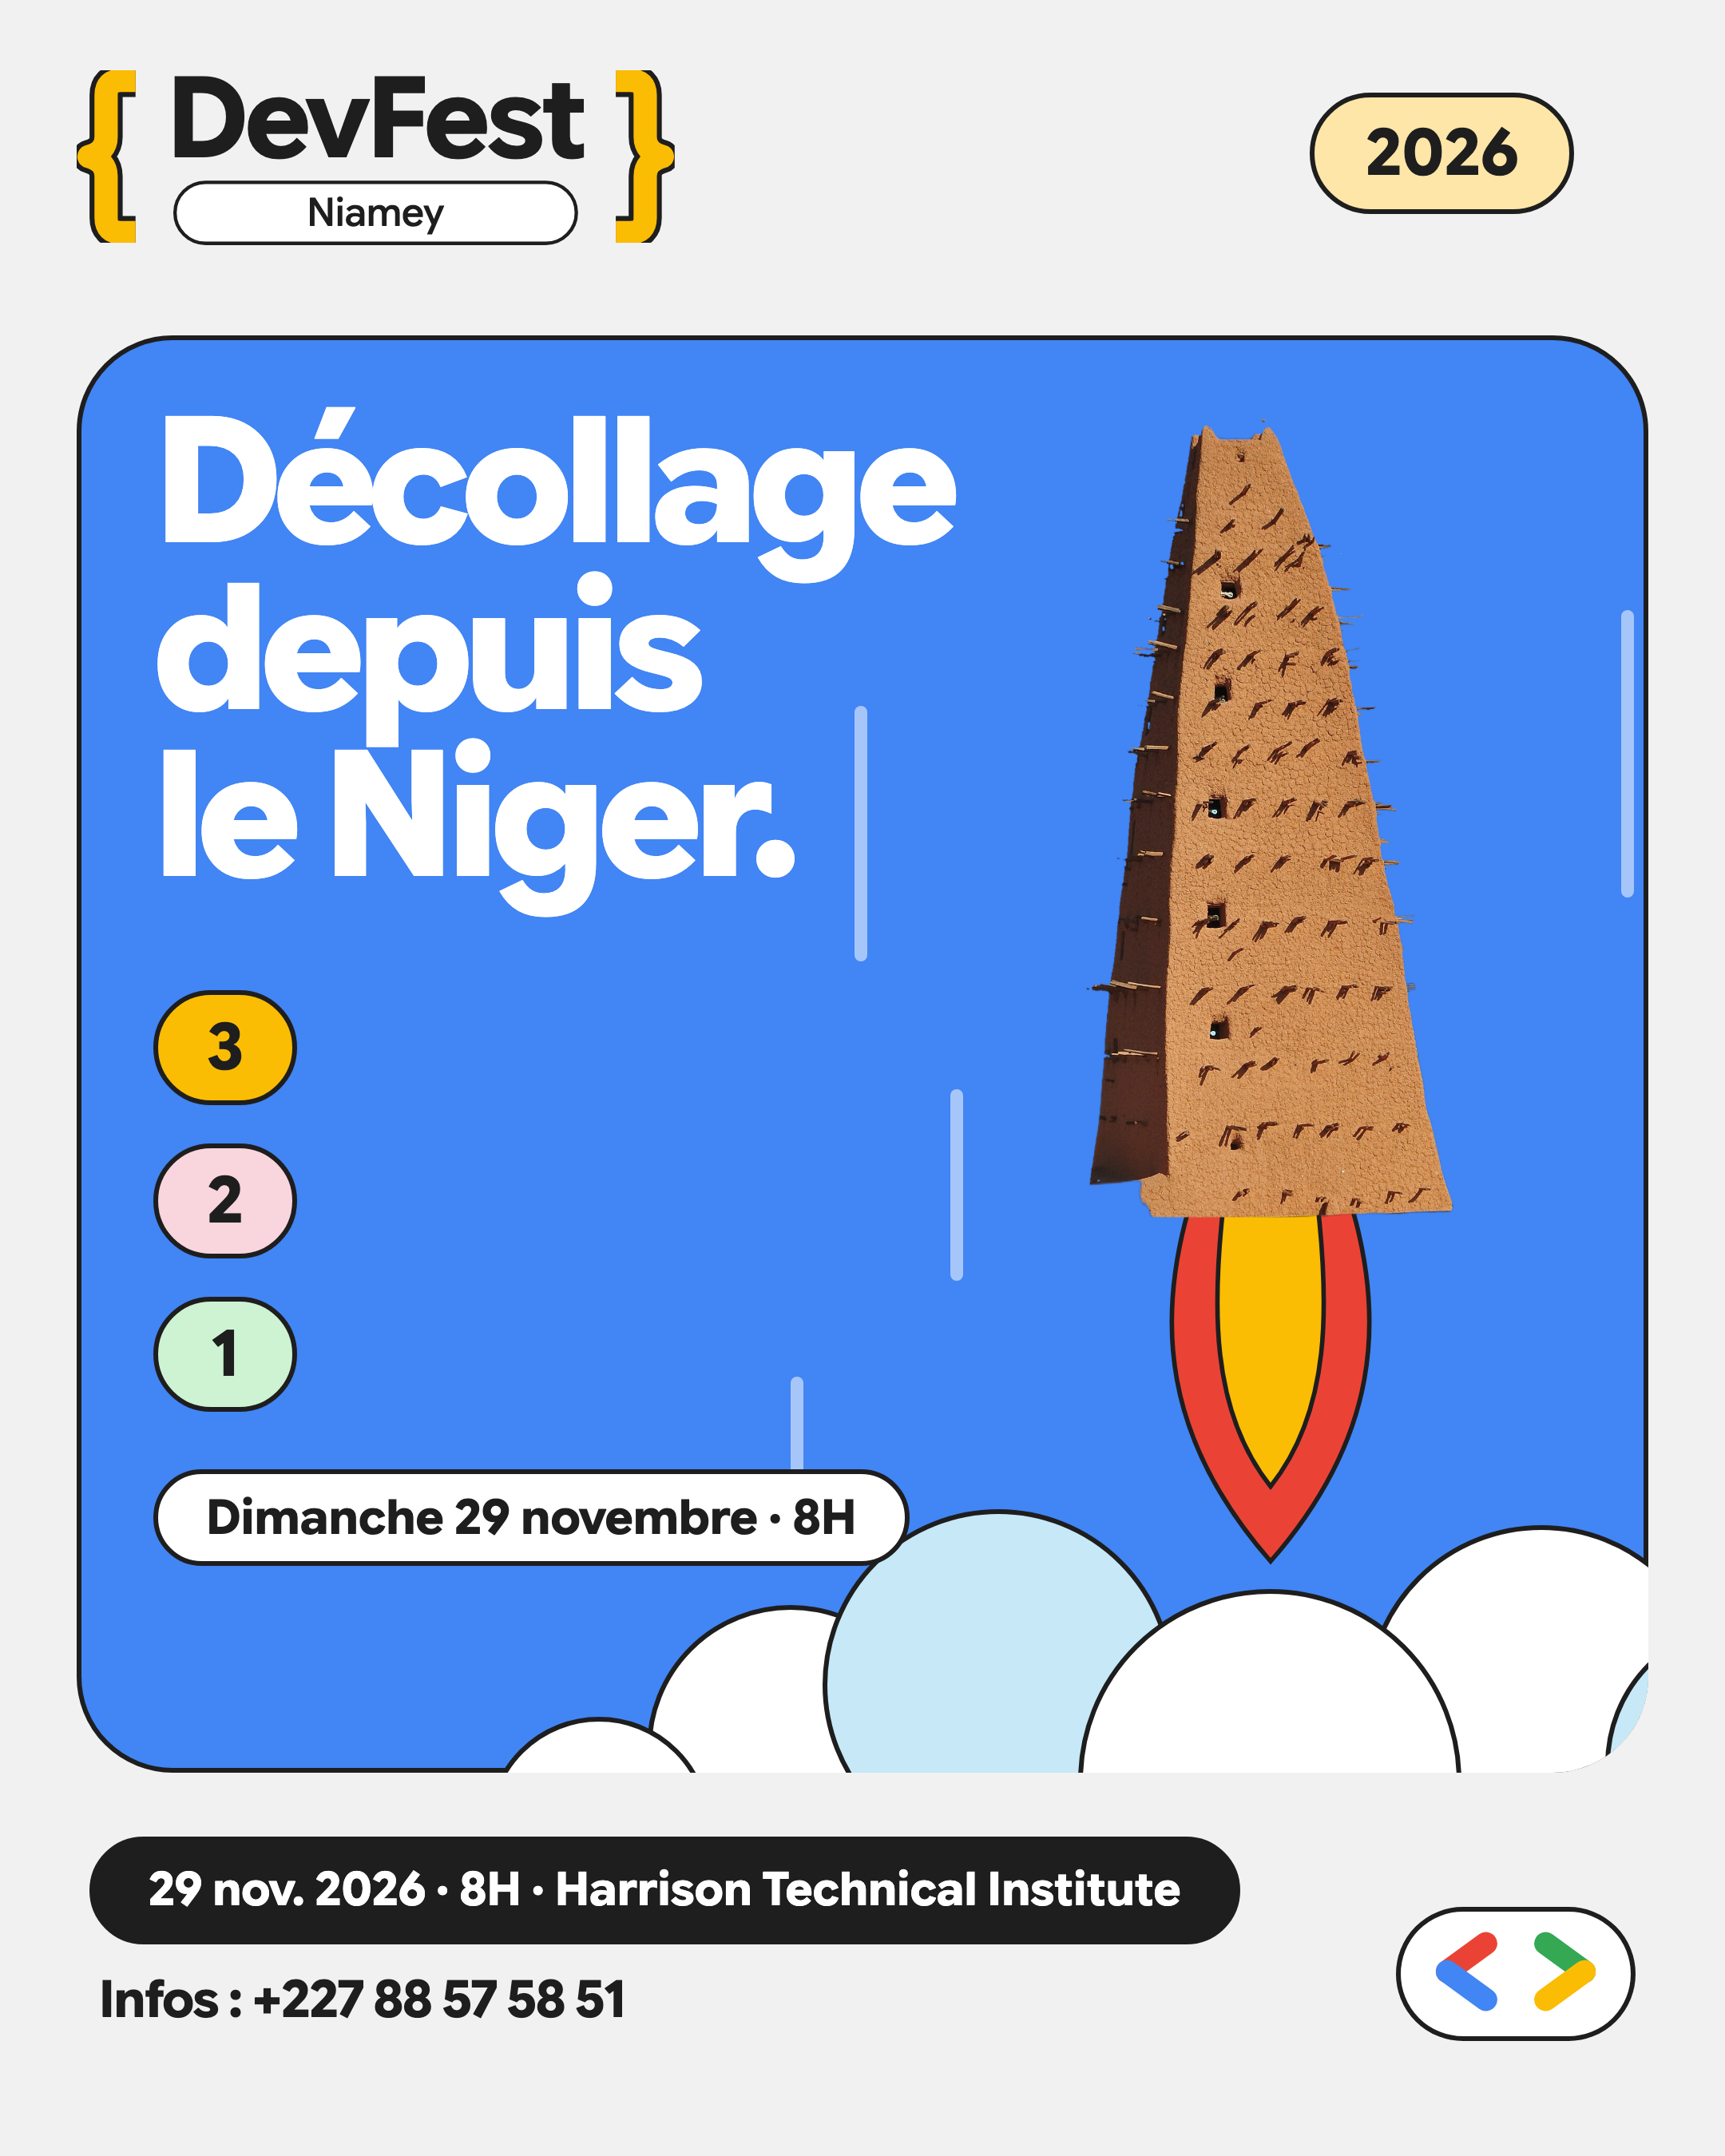 DevFest
Niamey
2026
Décollage
depuis
le Niger.
3
2
1
Dimanche 29 novembre · 8H
29 nov. 2026 · 8H · Harrison Technical Institute
Infos : +227 88 57 58 51